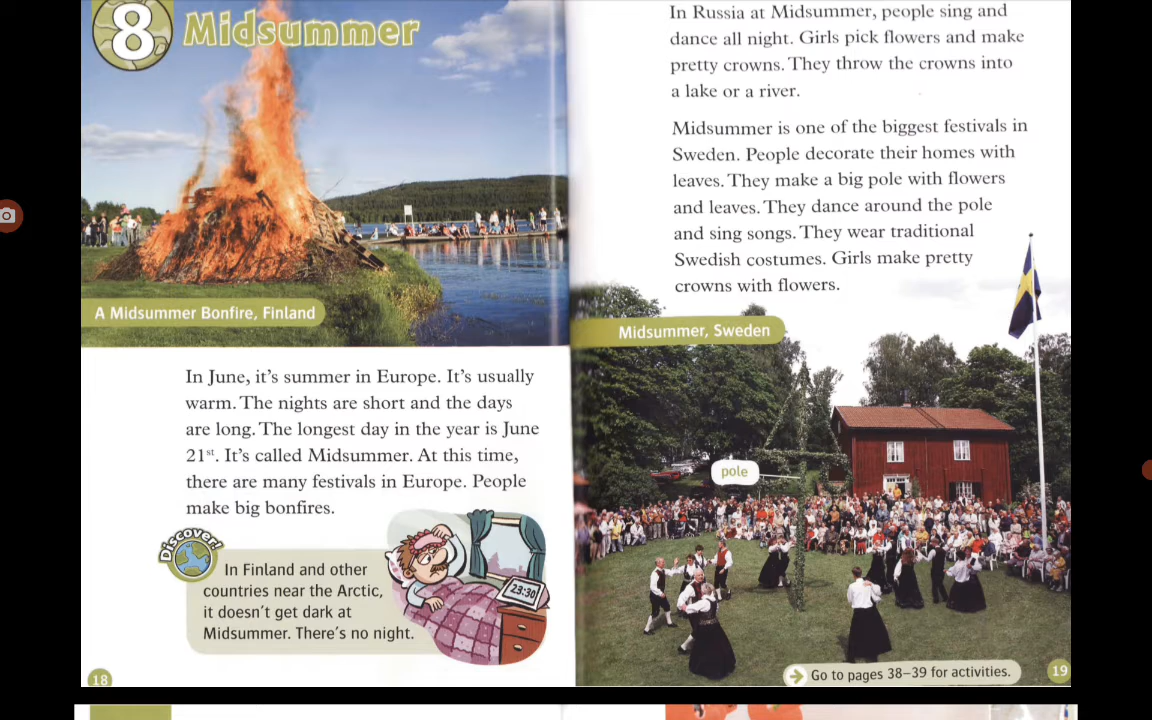 8 Midsummer
A Midsummer Bonfire, Finland
In June, it's summer in Europe. It's usually
warm. The nights are short and the days
are long. The longest day in the year is June
21st. It's called Midsummer. At this time,
there are many festivals in Europe. People
make big bonfires.
Discover!
In Finland and other
countries near the Arctic,
it doesn't get dark at
Midsummer. There's no night.
23:30
18
In Russia at Midsummer, people sing and
dance all night. Girls pick flowers and make
pretty crowns. They throw the crowns into
a lake or a river.
Midsummer is one of the biggest festivals in
Sweden. People decorate their homes with
leaves. They make a big pole with flowers
and leaves. They dance around the pole
and sing songs. They wear traditional
Swedish costumes. Girls make pretty
crowns with flowers.
Midsummer, Sweden
pole
Go to pages 38–39 for activities.
19